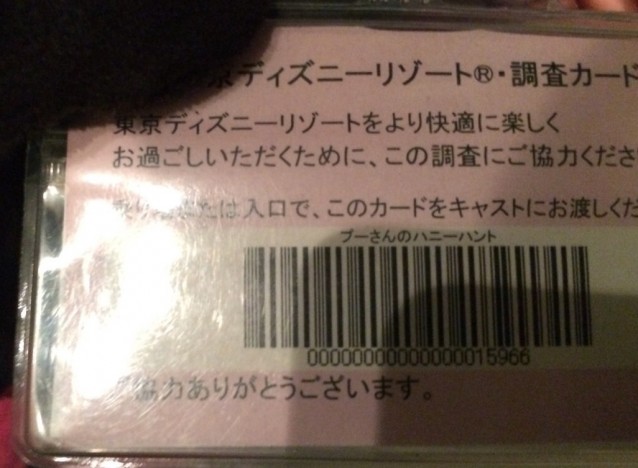 京ディズニーリゾート®・調査カード
東京ディズニーリゾートをより快適に楽しく
お過ごしいただくために、この調査にご協力くださ
は入口で、このカードをキャストにお渡しくだ
プーさんのハニーハント
00000000000000015966
協力ありがとうございます。